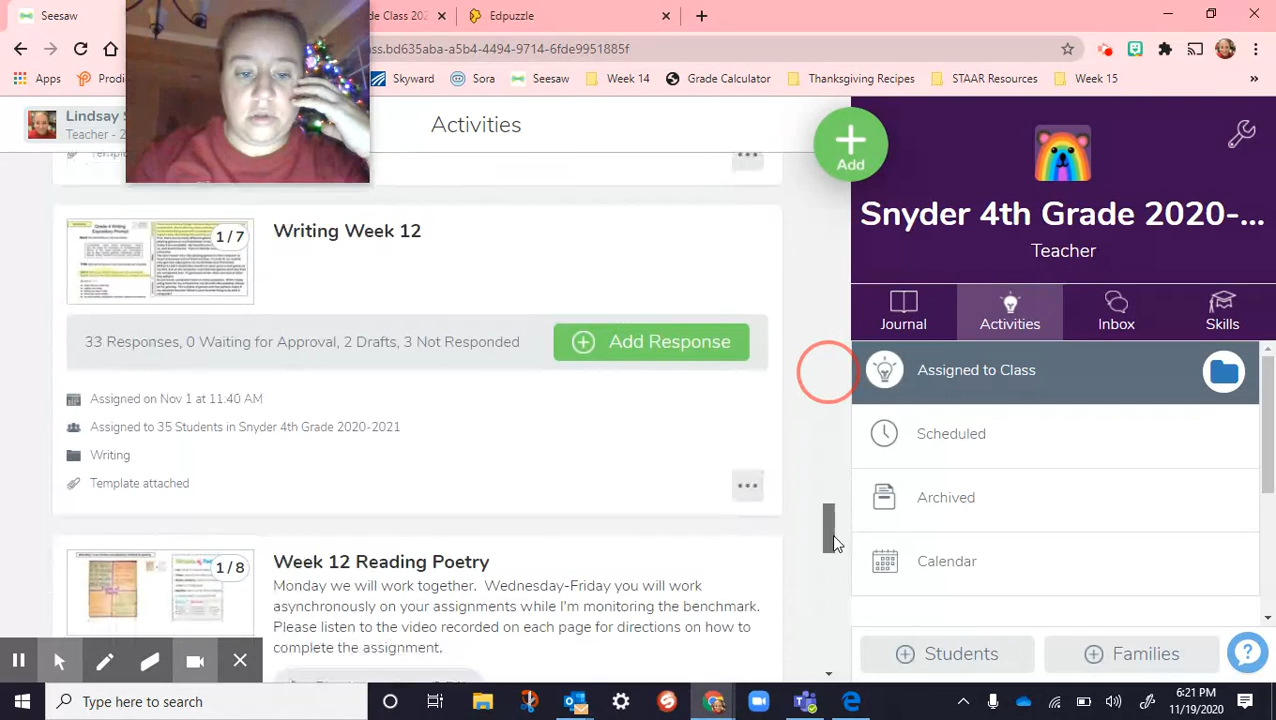 Seesaw
de Class 202
Edpuzzle
ass.bd635aba-a5b4-4494-9714-6fde9951885f
Apps
Prodi
Skyward
Sora
Seesaw
Week 14
Grade Calculator
Thanksgiving Recipes
STAAR Resources
Week 15
Lindsay S
Teacher - 2
Activities
Add
Snyder 4th Grade 2020-...
Teacher
Journal
Activities
Inbox
Skills
Writing Week 12
1 / 7
33 Responses, 0 Waiting for Approval, 2 Drafts, 3 Not Responded
Add Response
Assigned on Nov 1 at 11.40 AM
Assigned to 35 Students in Snyder 4th Grade 2020-2021
Writing
Template attached
Assigned to Class
Scheduled
Archived
Calendar
Week 12 Reading Poetry
1 / 8
Monday we will work together. Wednesday-Friday you will work
asynchronously on your assignments while I'm monitoring the benchmark.
Please listen to the video recorded on each page for directions on how to
complete the assignment.
Students
Families
Type here to search
6:21 PM
11/19/2020